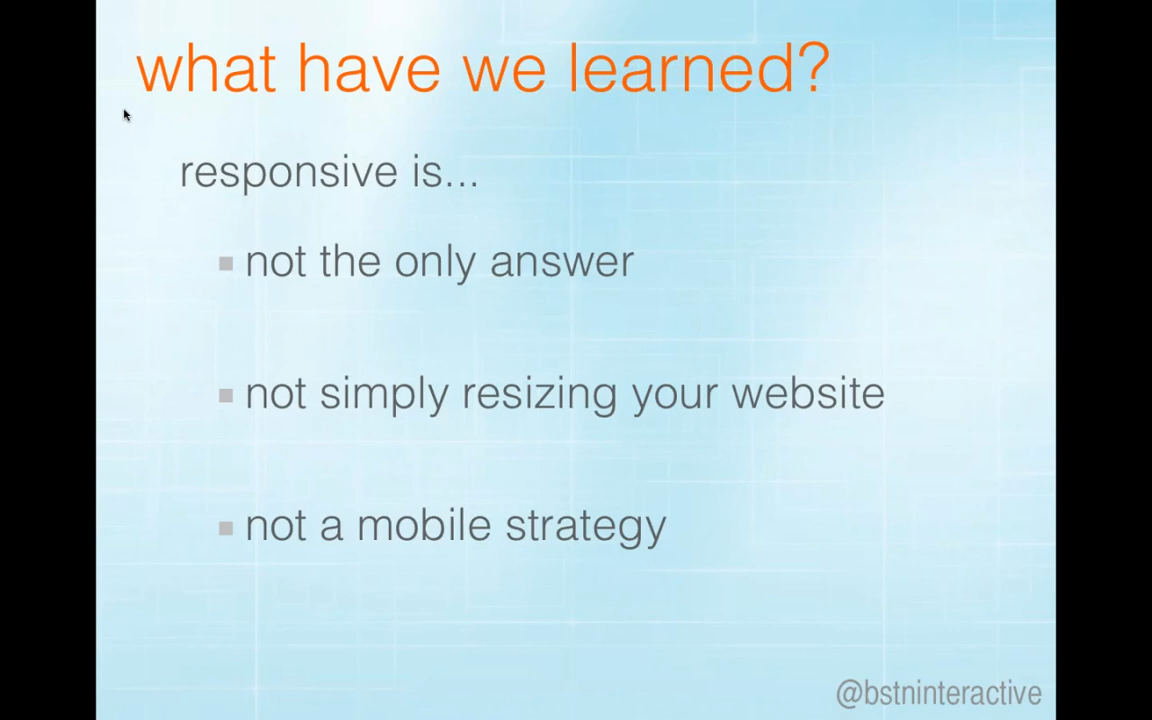 what have we learned?
responsive is...
not the only answer
not simply resizing your website
not a mobile strategy
@bstninteractive